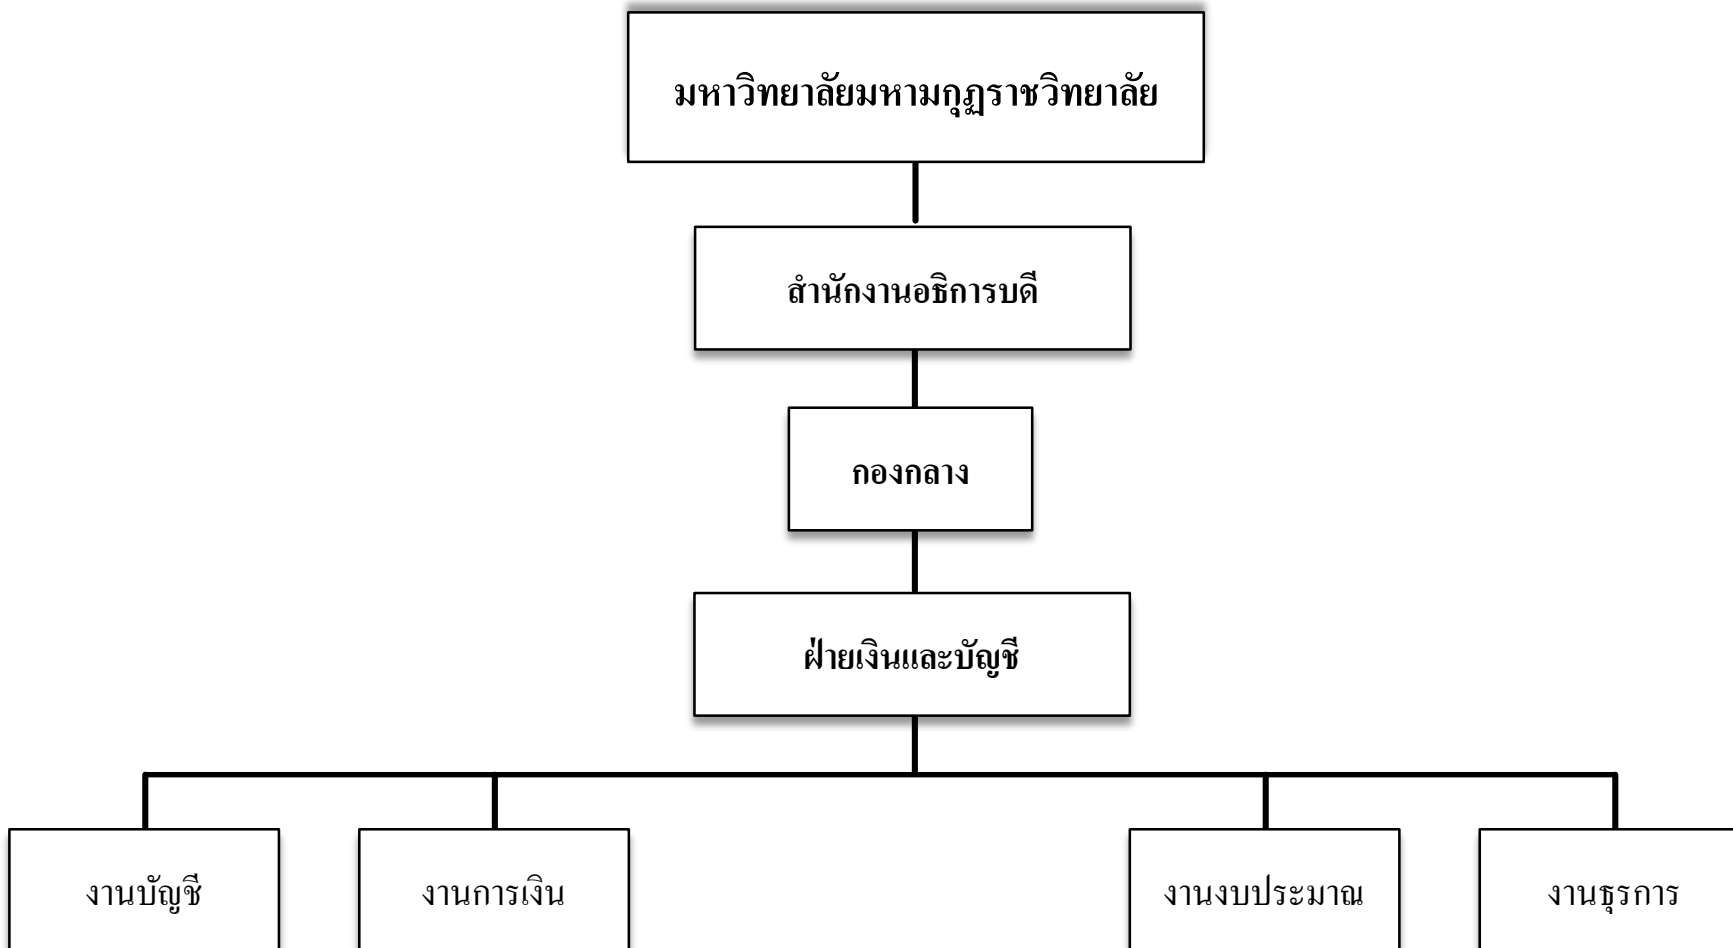 มหาวิทยาลัยมหามกุฏราชวิทยาลัย
สำนักงานอธิการบดี
กองกลาง
ฝ่ายเงินและบัญชี
งานบัญชี
งานการเงิน
งานงบประมาณ
งานธุรการ